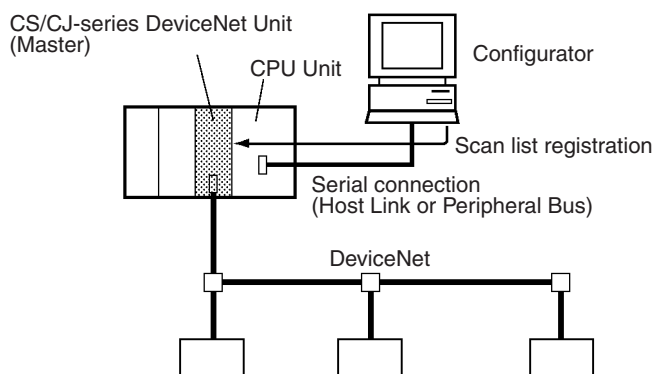 CS/CJ-series DeviceNet Unit
(Master)
CPU Unit
Configurator
Scan list registration
Serial connection
(Host Link or Peripheral Bus)
DeviceNet